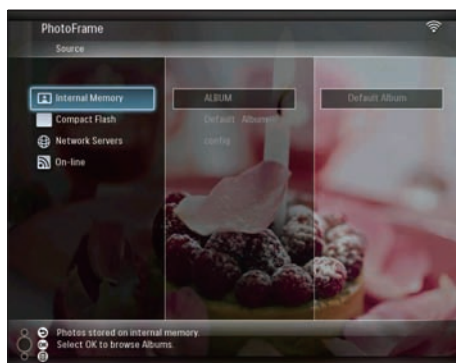 PhotoFrame
Source
Internal Memory
Compact Flash
Network Servers
On-line
ALBUM
Default Album
config
Default Album
Photos stored on internal memory.
Select OK to browse Albums.